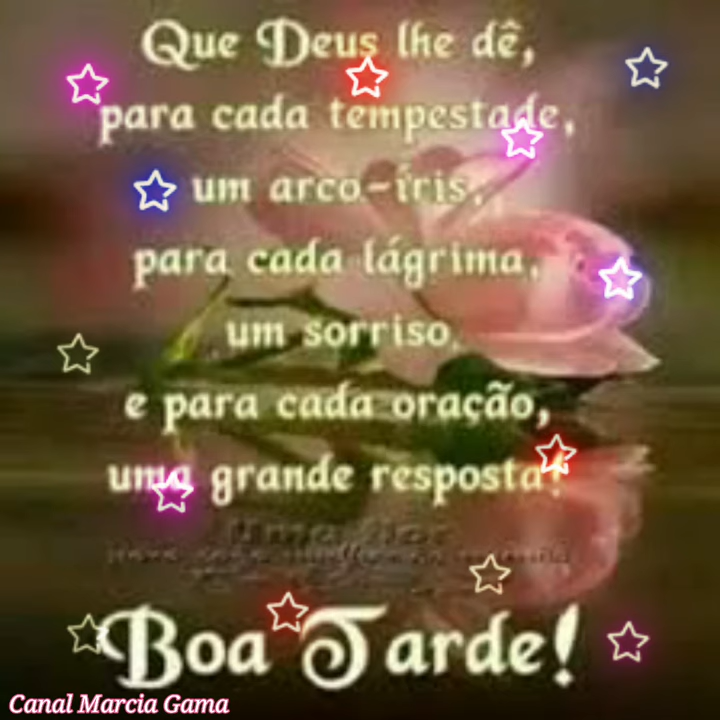 Que Deus lhe dê,
para cada tempestade,
um arco-íris,
para cada lágrima,
um sorriso,
e para cada oração,
uma grande resposta!
Boa Tarde!
Canal Marcia Gama